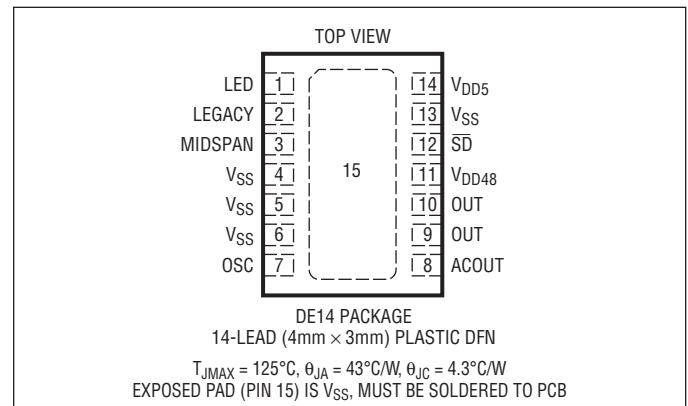 TOP VIEW
LED 1
LEGACY 2
MIDSPAN 3
VSS 4
VSS 5
VSS 6
OSC 7
15
14 VDD5
13 VSS
12 S̅D̅
11 VDD48
10 OUT
9 OUT
8 ACOUT
DE14 PACKAGE
14-LEAD (4mm × 3mm) PLASTIC DFN
TJMAX = 125°C, θJA = 43°C/W, θJC = 4.3°C/W
EXPOSED PAD (PIN 15) IS VSS, MUST BE SOLDERED TO PCB